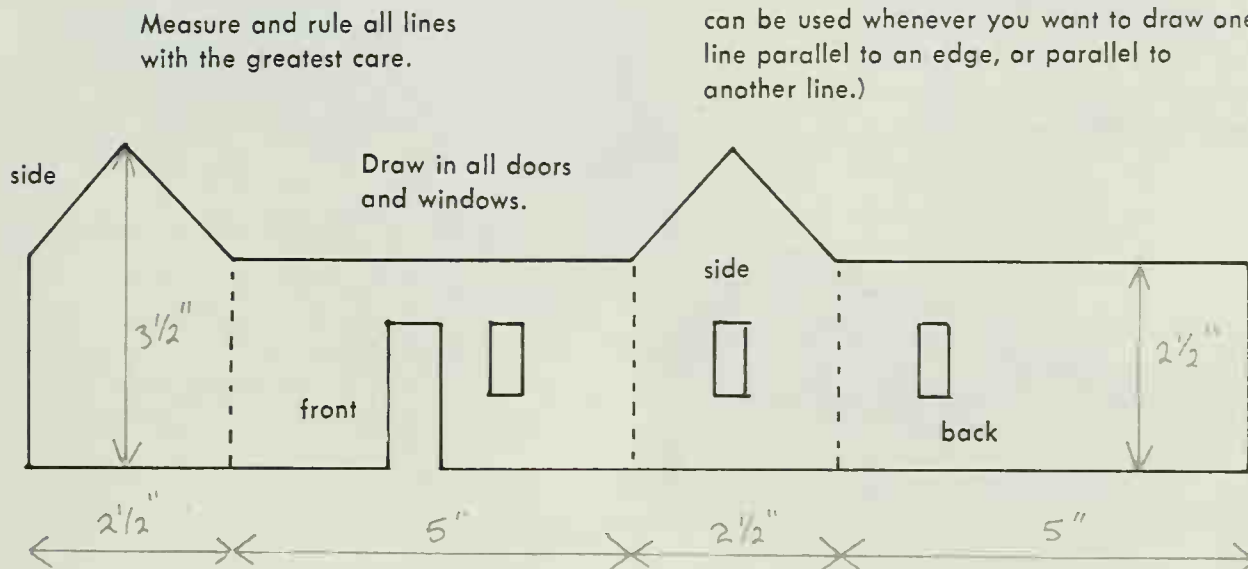 Measure and rule all lines
with the greatest care.
can be used whenever you want to draw one
line parallel to an edge, or parallel to
another line.)
side
Draw in all doors
and windows.
side
3½"
2½"
front
back
2½"
5"
2½"
5"